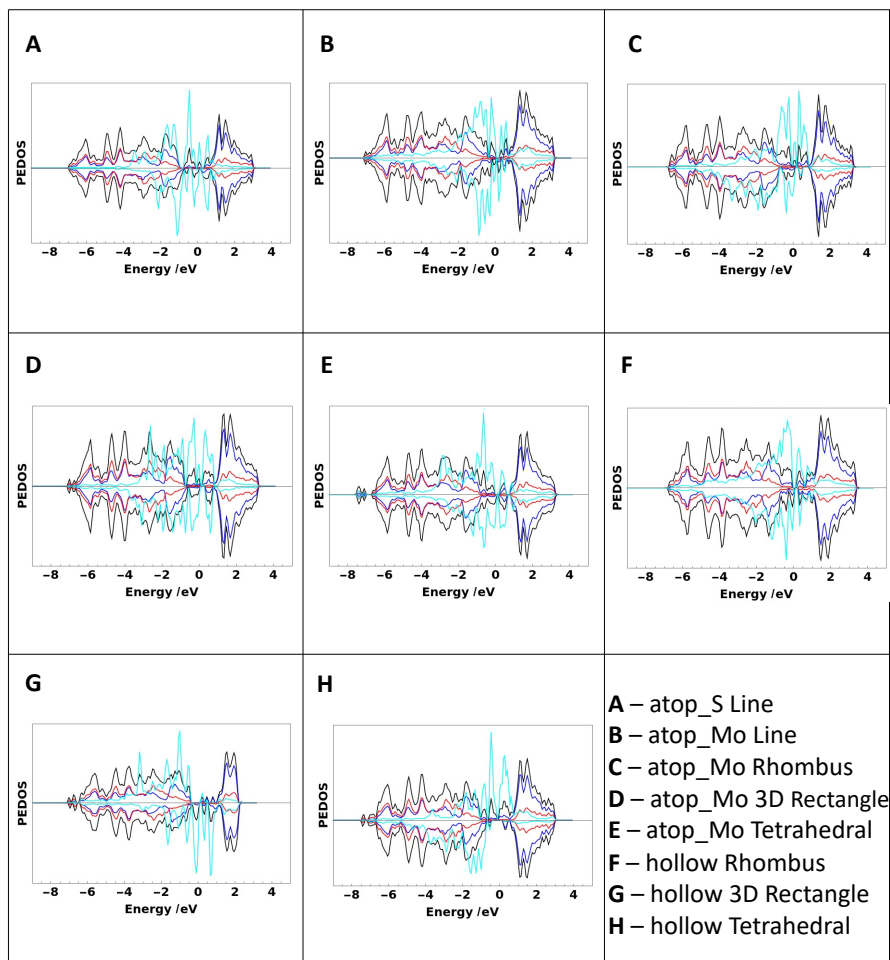 A
B
C
PEDOS
−8 −6 −4 −2 0 2 4
Energy /eV
PEDOS
−8 −6 −4 −2 0 2 4
Energy /eV
PEDOS
−8 −6 −4 −2 0 2 4
Energy /eV
D
E
F
PEDOS
−8 −6 −4 −2 0 2 4
Energy /eV
PEDOS
−8 −6 −4 −2 0 2 4
Energy /eV
PEDOS
−8 −6 −4 −2 0 2 4
Energy /eV
G
H
PEDOS
−8 −6 −4 −2 0 2 4
Energy /eV
PEDOS
−8 −6 −4 −2 0 2 4
Energy /eV
A – atop_S Line
B – atop_Mo Line
C – atop_Mo Rhombus
D – atop_Mo 3D Rectangle
E – atop_Mo Tetrahedral
F – hollow Rhombus
G – hollow 3D Rectangle
H – hollow Tetrahedral